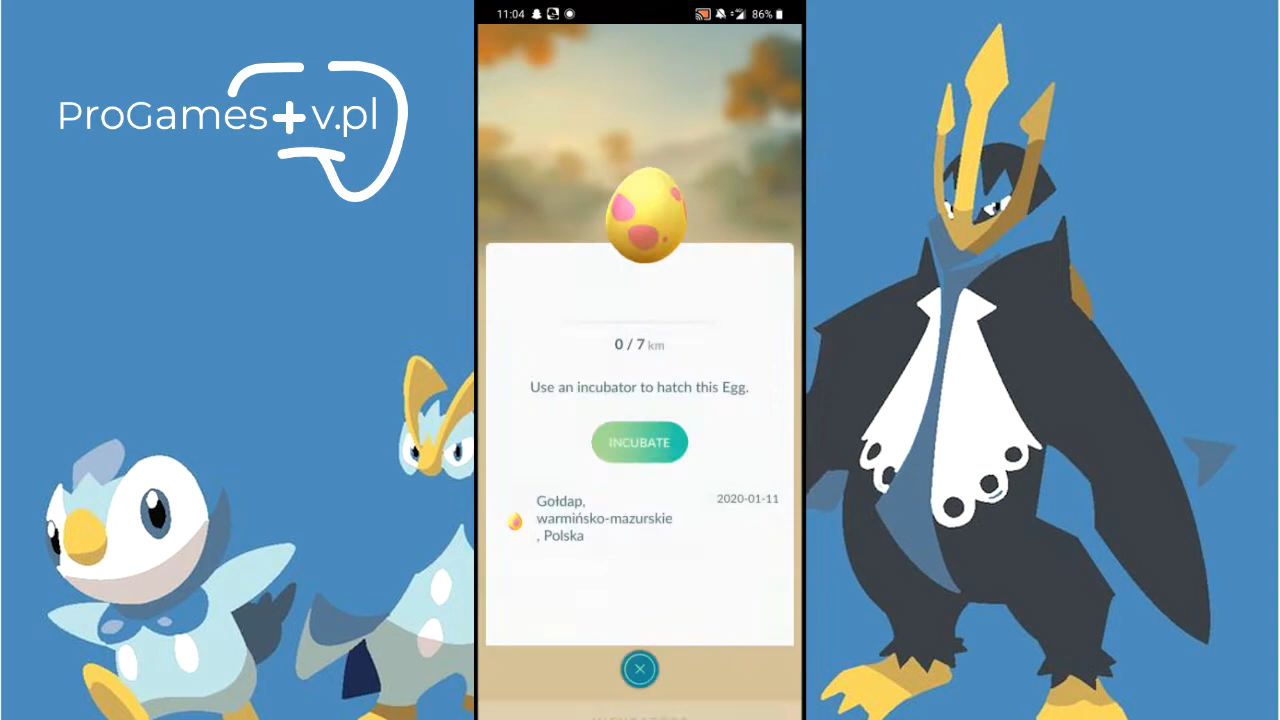 ProGames+v.pl
11:04
86%
0 / 7 km
Use an incubator to hatch this Egg.
INCUBATE
Gołdap,
2020-01-11
warmińsko-mazurskie
, Polska